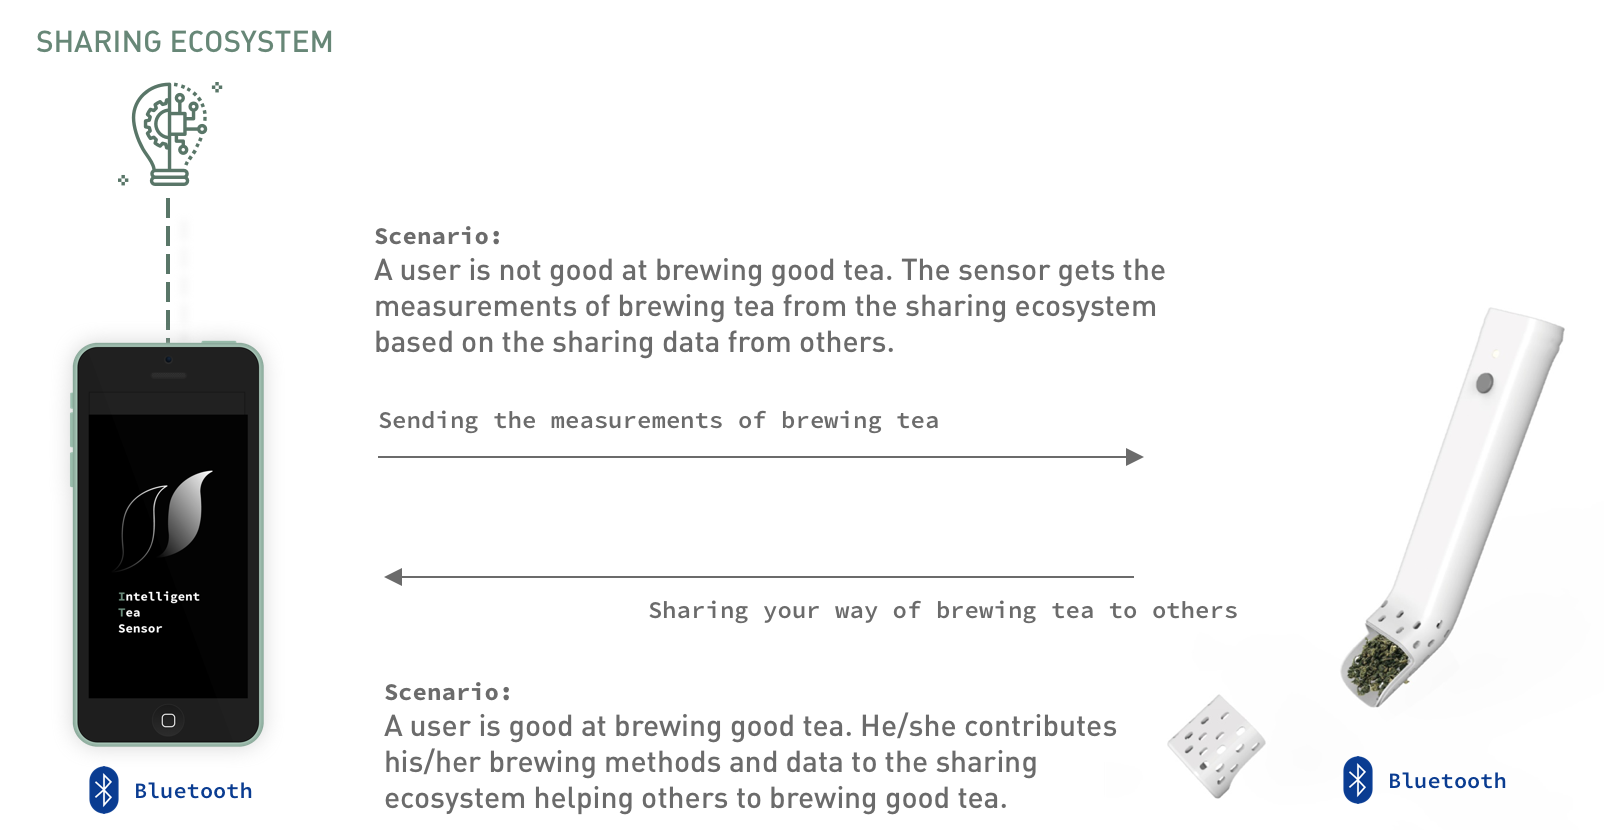 SHARING ECOSYSTEM
Scenario:
A user is not good at brewing good tea. The sensor gets the
measurements of brewing tea from the sharing ecosystem
based on the sharing data from others.
Sending the measurements of brewing tea
Intelligent
Tea
Sensor
Sharing your way of brewing tea to others
Scenario:
A user is good at brewing good tea. He/she contributes
his/her brewing methods and data to the sharing
ecosystem helping others to brewing good tea.
Bluetooth
Bluetooth